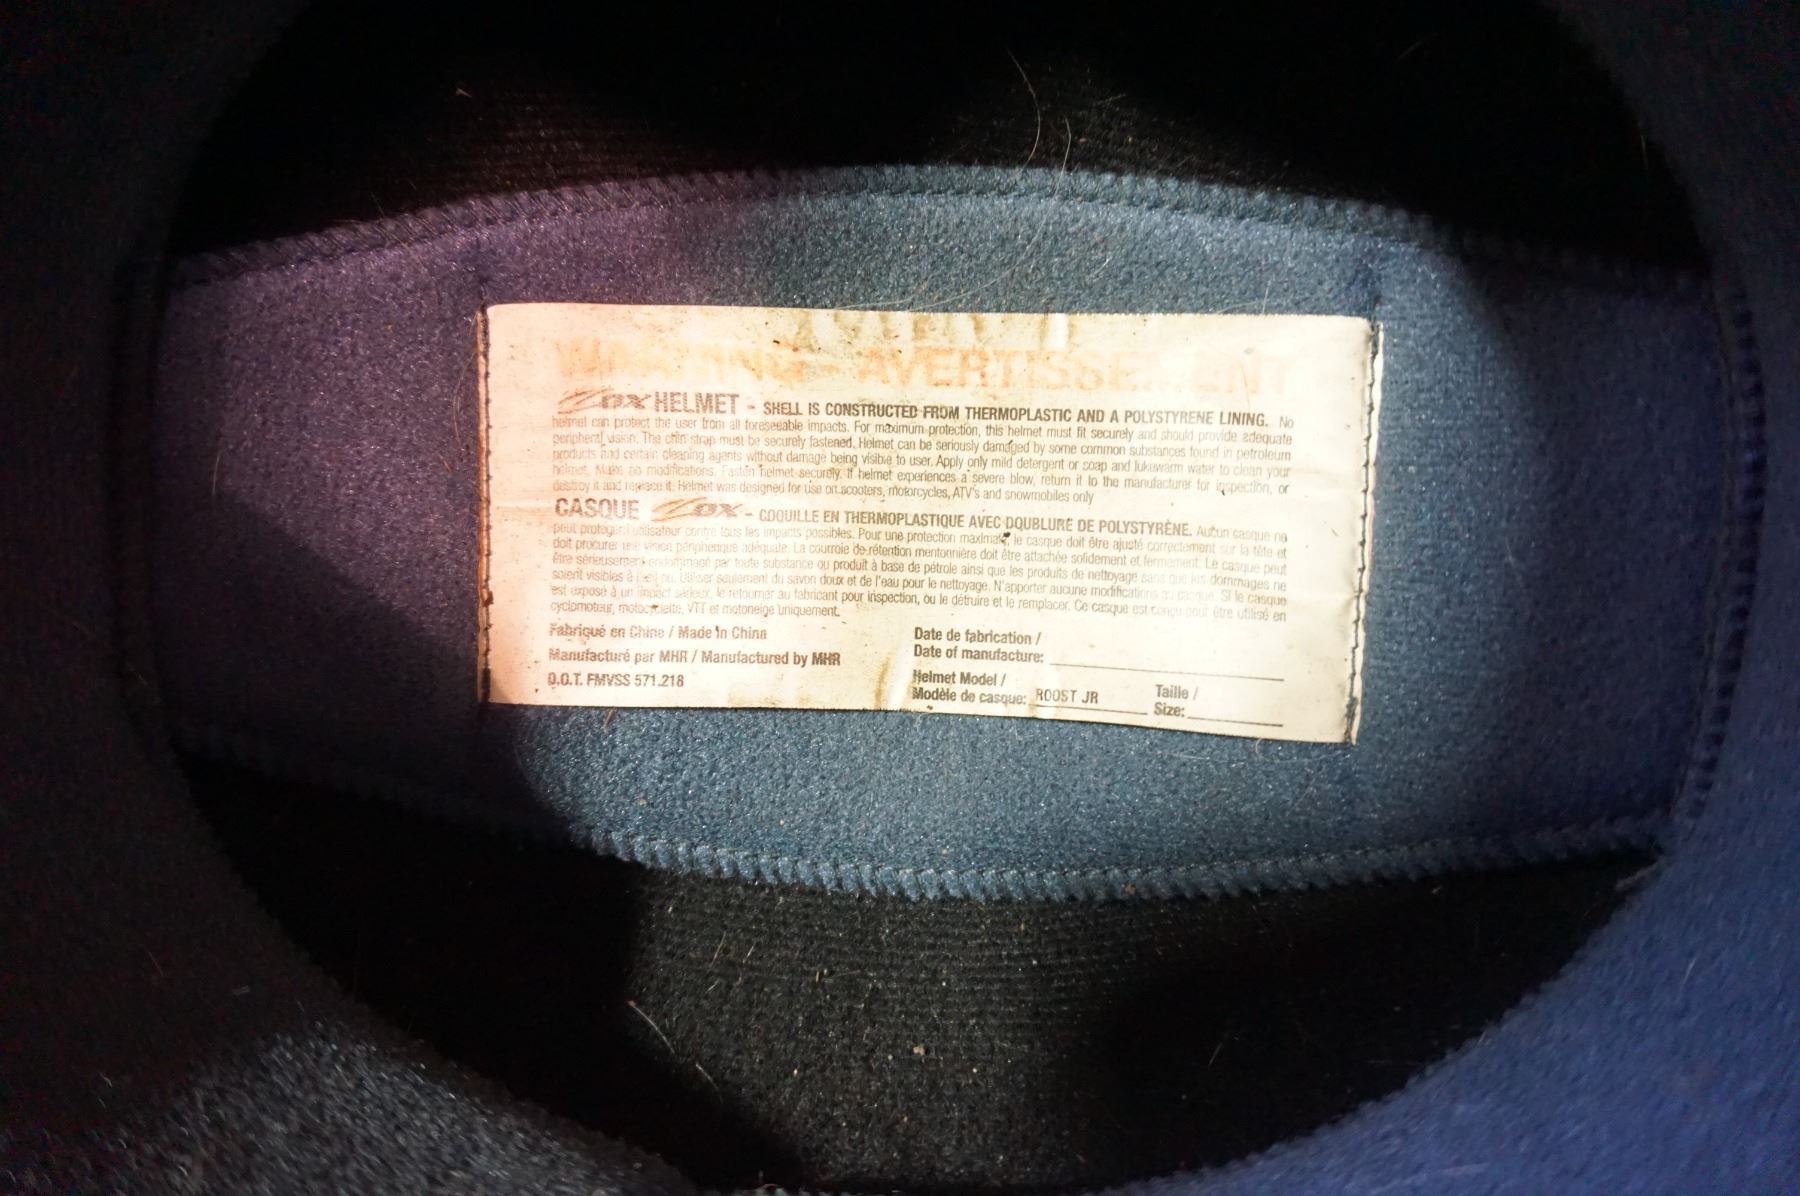 WARNING - AVERTISSEMENT
Zox HELMET - SHELL IS CONSTRUCTED FROM THERMOPLASTIC AND A POLYSTYRENE LINING. No
helmet can protect the user from all foreseeable impacts. For maximum protection, this helmet must fit securely and should provide adequate
peripheral vision. The chin strap must be securely fastened. Helmet can be seriously damaged by some common substances found in petroleum
products and certain cleaning agents without damage being visible to user. Apply only mild detergent or soap and lukewarm water to clean your
helmet. Make no modifications. Fasten helmet securely. If helmet experiences a severe blow, return it to the manufacturer for inspection, or
destroy it and replace it. Helmet was designed for use on scooters, motorcycles, ATV's and snowmobiles only
CASQUE Zox - COQUILLE EN THERMOPLASTIQUE AVEC DOUBLURE DE POLYSTYRÈNE. Aucun casque ne
peut protéger l'utilisateur contre tous les impacts possibles. Pour une protection maximale, le casque doit être ajusté correctement sur la tête et
doit procurer une vision périphérique adéquate. La courroie de rétention mentonnière doit être attachée solidement et fermement. Le casque peut
être sérieusement endommagé par toute substance ou produit à base de pétrole ainsi que les produits de nettoyage sans que les dommages ne
soient visibles à l'œil nu. Utiliser seulement du savon doux et de l'eau pour le nettoyage. N'apporter aucune modifications au casque. Si le casque
est exposé à un impact sérieux, le retourner au fabricant pour inspection, ou le détruire et le remplacer. Ce casque est conçu pour être utilisé en
cyclomoteur, motocyclette, VTT et motoneige uniquement.
Fabriqué en Chine / Made in China
Manufacturé par MHR / Manufactured by MHR
D.O.T. FMVSS 571.218
Date de fabrication /
Date of manufacture:
Helmet Model /
Modèle de casque: ROOST JR
Taille /
Size: